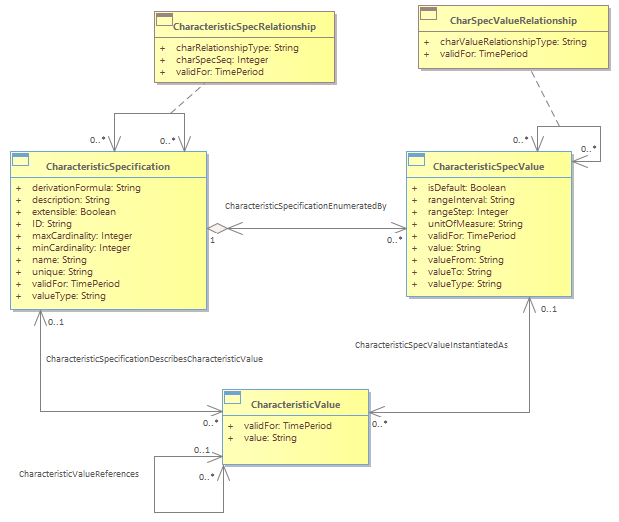 CharacteristicSpecRelationship
+ charRelationshipType: String
+ charSpecSeq: Integer
+ validFor: TimePeriod
CharSpecValueRelationship
+ charValueRelationshipType: String
+ validFor: TimePeriod
0..*
0..*
0..*
0..*
CharacteristicSpecification
+ derivationFormula: String
+ description: String
+ extensible: Boolean
+ ID: String
+ maxCardinality: Integer
+ minCardinality: Integer
+ name: String
+ unique: String
+ validFor: TimePeriod
+ valueType: String
CharacteristicSpecificationEnumeratedBy
1
0..*
CharacteristicSpecValue
+ isDefault: Boolean
+ rangeInterval: String
+ rangeStep: Integer
+ unitOfMeasure: String
+ validFor: TimePeriod
+ value: String
+ valueFrom: String
+ valueTo: String
+ valueType: String
0..1
0..1
CharacteristicSpecificationDescribesCharacteristicValue
CharacteristicSpecValueInstantiatedAs
0..*
0..*
CharacteristicValue
+ validFor: TimePeriod
+ value: String
0..1
0..*
CharacteristicValueReferences